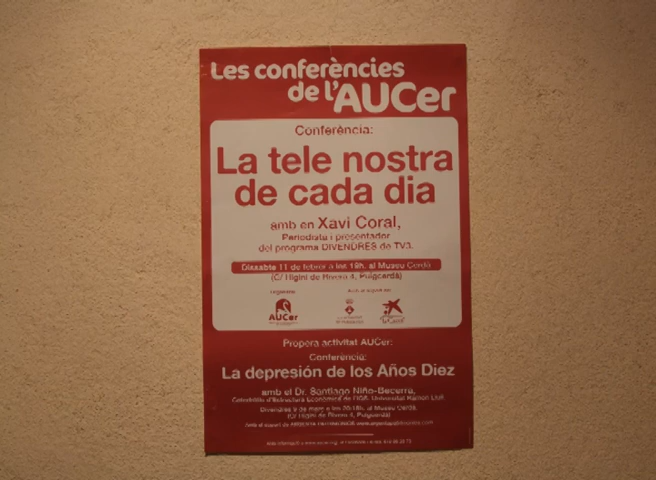 Les conferències
de l'AUCer
Conferència:
La tele nostra
de cada dia
amb en Xavi Coral,
Periodista i presentador
del programa DIVENDRES de TV3.
Dissabte 11 de febrer a les 19h. al Museu Cerdà
(C/ Higini de Rivera 4, Puigcerdà)
AUCer
Propera activitat AUCer:
Conferència:
La depresión de los Años Diez
amb el Dr. Santiago Niño-Becerra,
Catedràtic d'Estructura Econòmica de l'IQS. Universitat Ramon Llull.
Divendres 9 de març a les 20:15h. al Museu Cerdà.
(C/ Higini de Rivera 4, Puigcerdà)
Amb el suport de